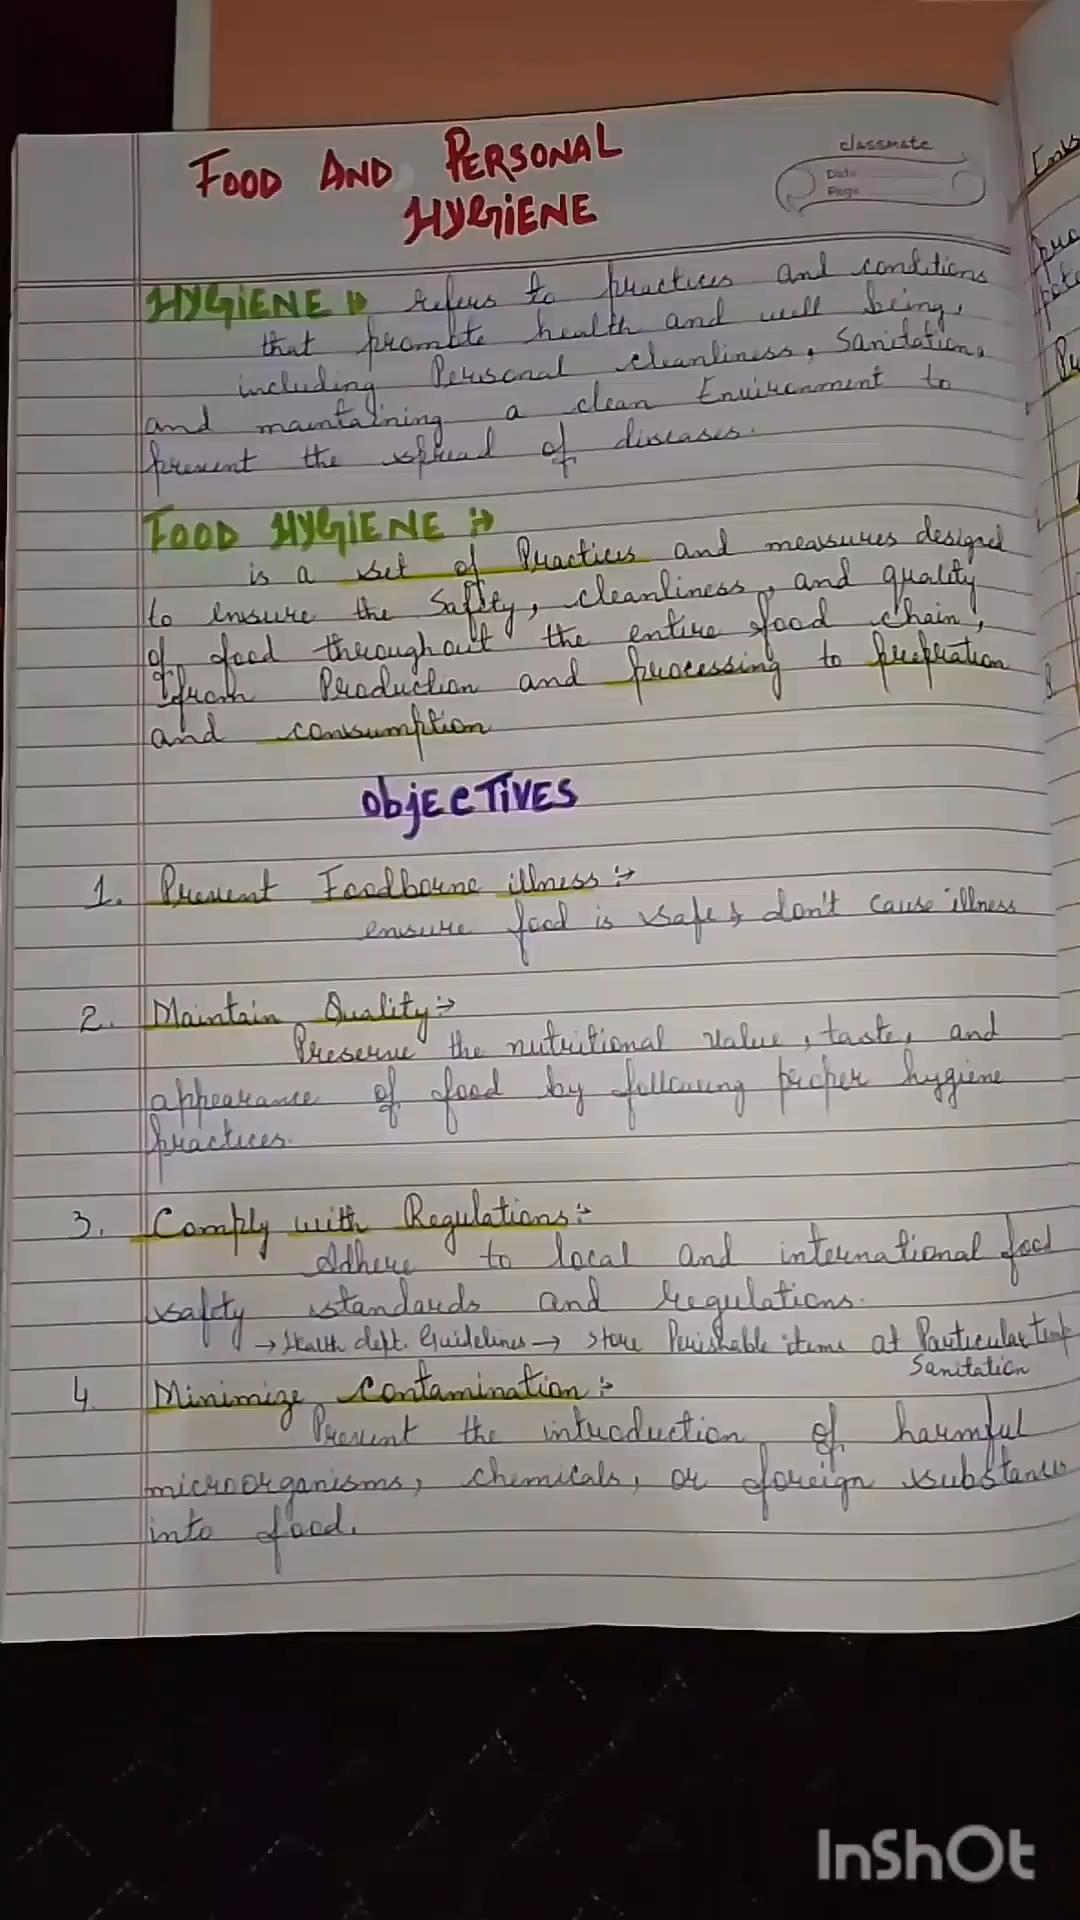 FOOD AND PERSONAL
HYGIENE
classmate
Date
Page
HYGIENE :- refers to practices and conditions
that promote health and well being,
including Personal cleanliness, Sanitation,
and maintaining a clean Environment to
prevent the spread of diseases.
FOOD HYGIENE :→
is a set of Practices and measures designed
to ensure the Safety, cleanliness, and quality
of food throughout the entire food chain,
from Production and processing to prepration
and consumption
ObjECTIVES
1. Prevent Foodborne illness :→
ensure food is safe & don't cause illness
2. Maintain Quality :→
Preserve the nutritional value, taste, and
appearance of food by following proper hygiene
practices.
3. Comply with Regulations :-
Adhere to local and international food
safety standards and regulations.
→ Health dept. Guidelines → store Perishable items at Particular temp
Sanitation
4. Minimize contamination :-
Prevent the introduction of harmful
microorganisms, chemicals, or foreign substances
into food.
InShOt